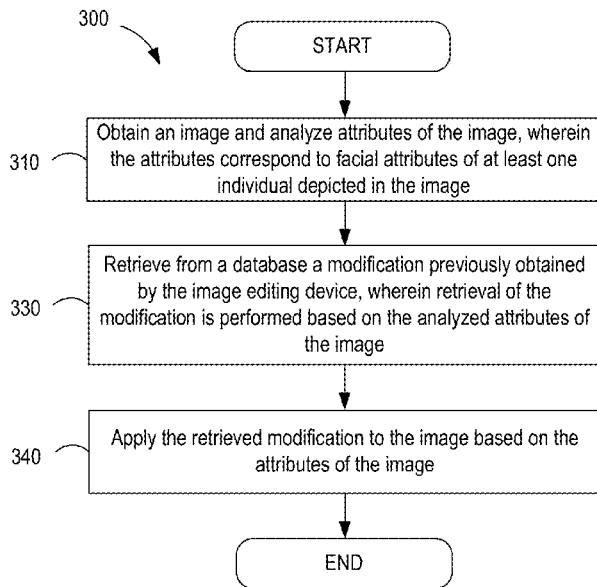 300
START
310
Obtain an image and analyze attributes of the image, wherein
the attributes correspond to facial attributes of at least one
individual depicted in the image
330
Retrieve from a database a modification previously obtained
by the image editing device, wherein retrieval of the
modification is performed based on the analyzed attributes of
the image
340
Apply the retrieved modification to the image based on the
attributes of the image
END